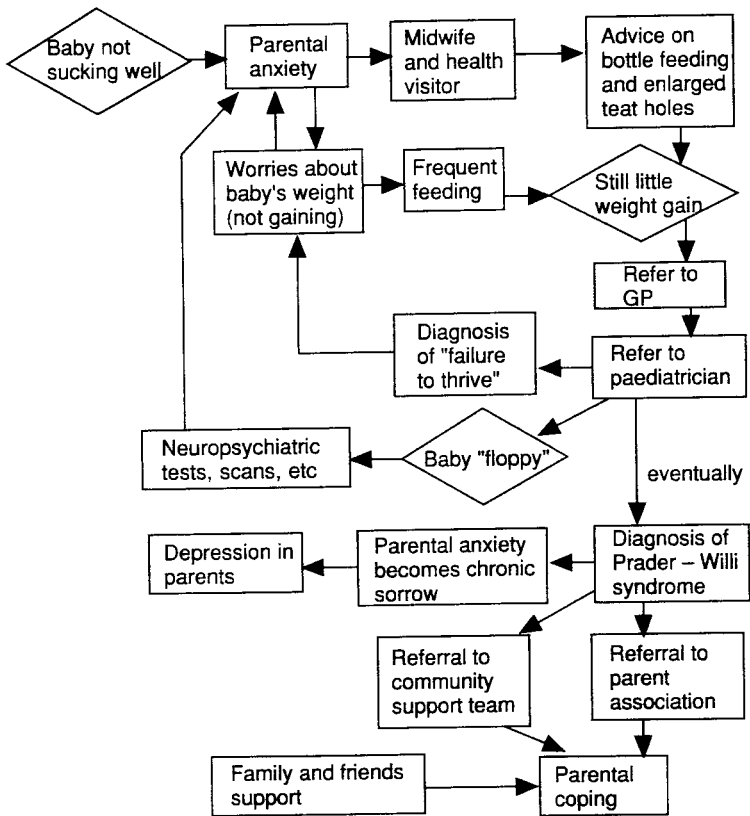 Baby not
sucking well
Parental
anxiety
Midwife
and health
visitor
Advice on
bottle feeding
and enlarged
teat holes
Worries about
baby's weight
(not gaining)
Frequent
feeding
Still little
weight gain
Refer to
GP
Diagnosis
of "failure
to thrive"
Refer to
paediatrician
Neuropsychiatric
tests, scans, etc
Baby "floppy"
eventually
Depression in
parents
Parental anxiety
becomes chronic
sorrow
Diagnosis of
Prader – Willi
syndrome
Referral to
community
support team
Referral to
parent
association
Family and friends
support
Parental
coping